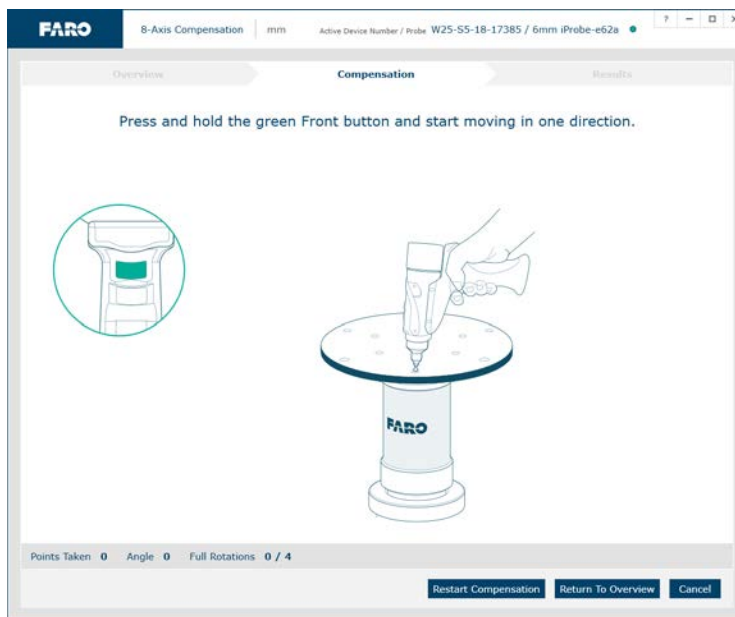 FARO
8-Axis Compensation
mm
Active Device Number / Probe W25-S5-18-17385 / 6mm iProbe-e62a
?
Overview
Compensation
Results
Press and hold the green Front button and start moving in one direction.
FARO
Points Taken 0 Angle 0 Full Rotations 0 / 4
Restart Compensation
Return To Overview
Cancel